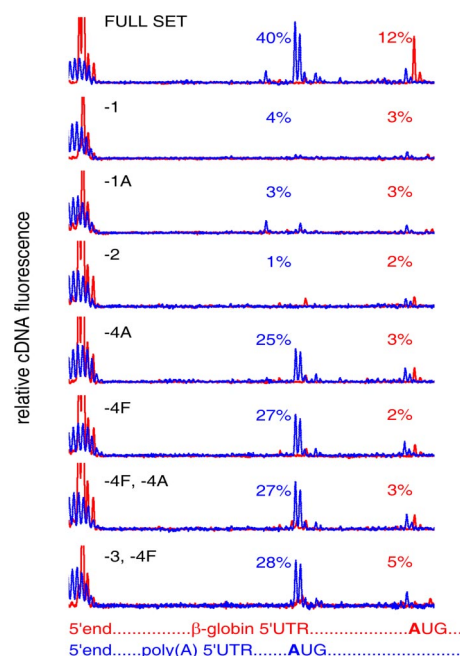 FULL SET
40% 12%
-1
4% 3%
-1A
3% 3%
-2
1% 2%
-4A
25% 3%
-4F
27% 2%
-4F, -4A
27% 3%
-3, -4F
28% 5%
relative cDNA fluorescence
5'end................β-globin 5'UTR.....................AUG...
5'end......poly(A) 5'UTR.......AUG.............................